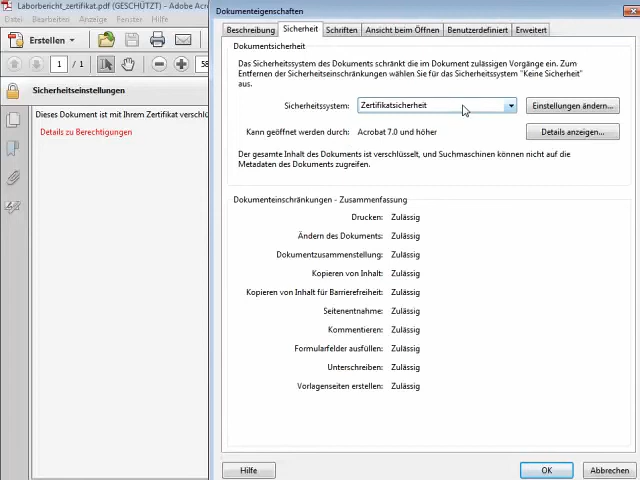 Laborbericht_zertifikat.pdf (GESCHÜTZT) - Adobe Acro
Datei Bearbeiten Anzeige Fenster Hilfe
Erstellen
1 / 1
58
Sicherheitseinstellungen
Dieses Dokument ist mit Ihrem Zertifikat verschlü
Details zu Berechtigungen
Dokumenteigenschaften
Beschreibung Sicherheit Schriften Ansicht beim Öffnen Benutzerdefiniert Erweitert
Dokumentsicherheit
Das Sicherheitssystem des Dokuments schränkt die im Dokument zulässigen Vorgänge ein. Zum
Entfernen der Sicherheitseinschränkungen wählen Sie für das Sicherheitssystem "Keine Sicherheit"
aus.
Sicherheitssystem: Zertifikatsicherheit Einstellungen ändern...
Kann geöffnet werden durch: Acrobat 7.0 und höher Details anzeigen...
Der gesamte Inhalt des Dokuments ist verschlüsselt, und Suchmaschinen können nicht auf die
Metadaten des Dokuments zugreifen.
Dokumenteinschränkungen - Zusammenfassung
Drucken: Zulässig
Ändern des Dokuments: Zulässig
Dokumentzusammenstellung: Zulässig
Kopieren von Inhalt: Zulässig
Kopieren von Inhalt für Barrierefreiheit: Zulässig
Seitenentnahme: Zulässig
Kommentieren: Zulässig
Formularfelder ausfüllen: Zulässig
Unterschreiben: Zulässig
Vorlagenseiten erstellen: Zulässig
Hilfe OK Abbrechen